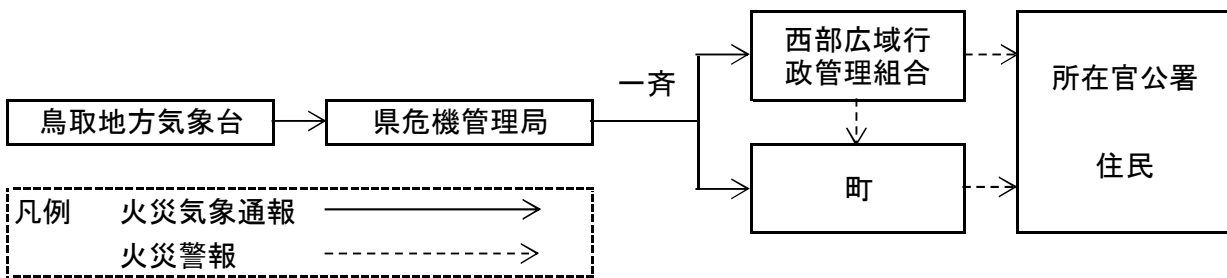 鳥取地方気象台
県危機管理局
一斉
西部広域行
政管理組合
町
所在官公署
住民
凡例 火災気象通報
火災警報